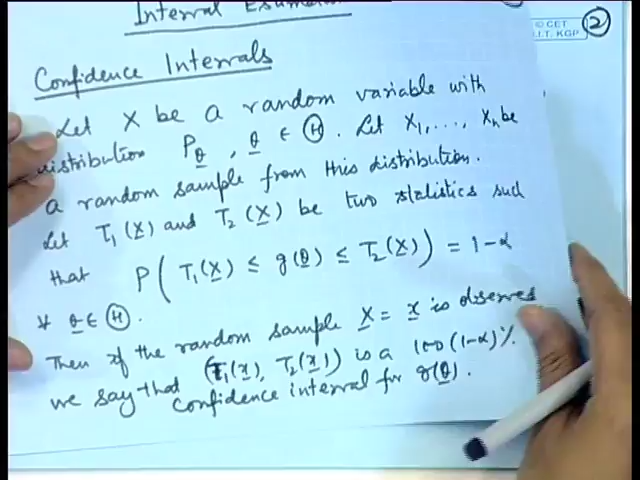 Interval Estimation
© CET
I.I.T. KGP
2
Confidence Intervals
Let X be a random variable with
distribution P_θ, θ ∈ Ⓗ. Let X₁, ..., Xₙ be
a random sample from this distribution.
Let T₁(X) and T₂(X) be two statistics such
that P( T₁(X) ≤ g(θ) ≤ T₂(X) ) = 1-α
∀ θ ∈ Ⓗ.
Then if the random sample X = x is observed
we say that (T₁(x), T₂(x)) is a 100(1-α)%
confidence interval for g(θ).